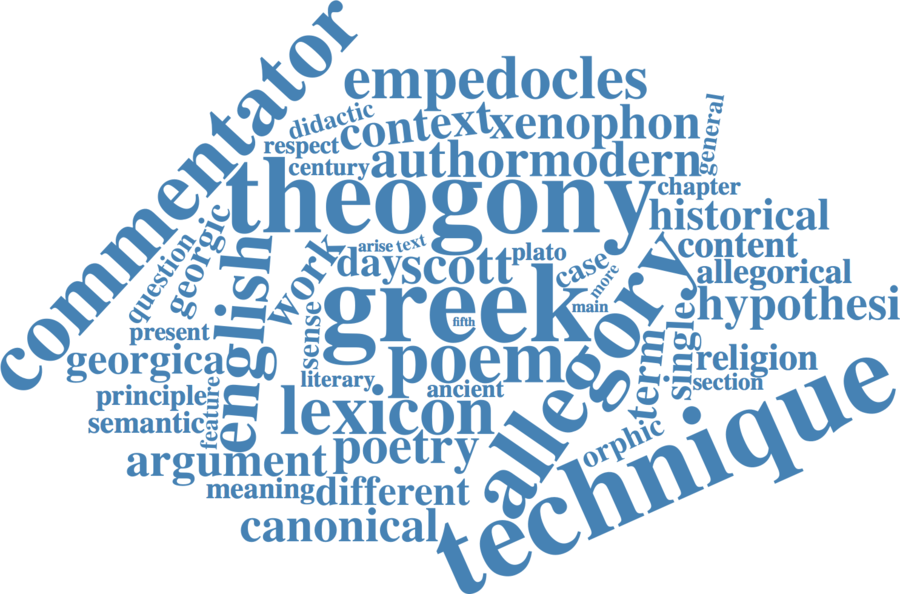 commentator
empedocles
didactic
context
xenophon
general
respect
century
author
modern
theogony
chapter
historical
question
georgic
english
work
arise
text
day
scott
plato
case
more
content
allegorical
allegory
hypothesi
present
sense
greek
fifth
main
georgica
literary
poem
ancient
term
single
religion
section
principle
semantic
feature
lexicon
technique
argument
poetry
orphic
meaning
different
canonical